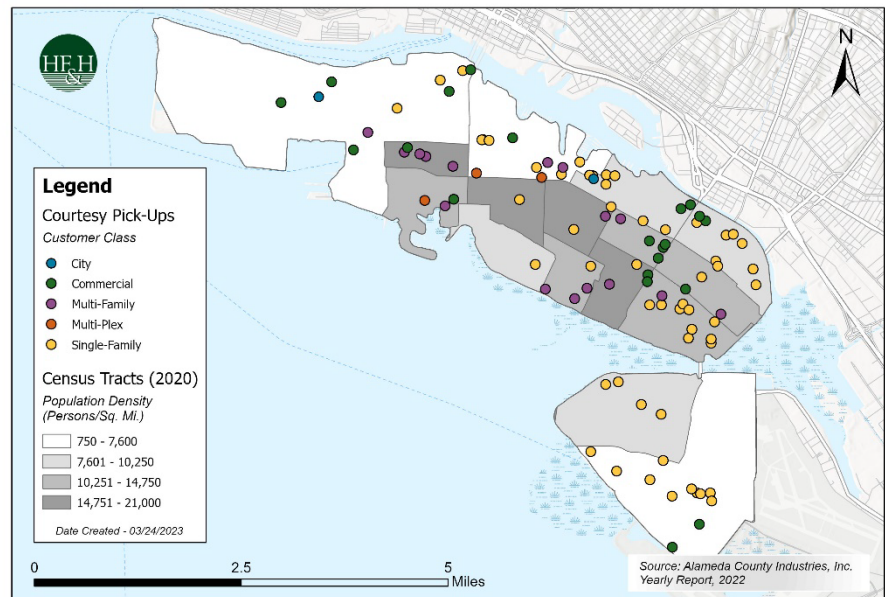 HF&H
N
Legend
Courtesy Pick-Ups
Customer Class
City
Commercial
Multi-Family
Multi-Plex
Single-Family
Census Tracts (2020)
Population Density
(Persons/Sq. Mi.)
750 - 7,600
7,601 - 10,250
10,251 - 14,750
14,751 - 21,000
Date Created - 03/24/2023
0
2.5
5
Miles
Source: Alameda County Industries, Inc.
Yearly Report, 2022